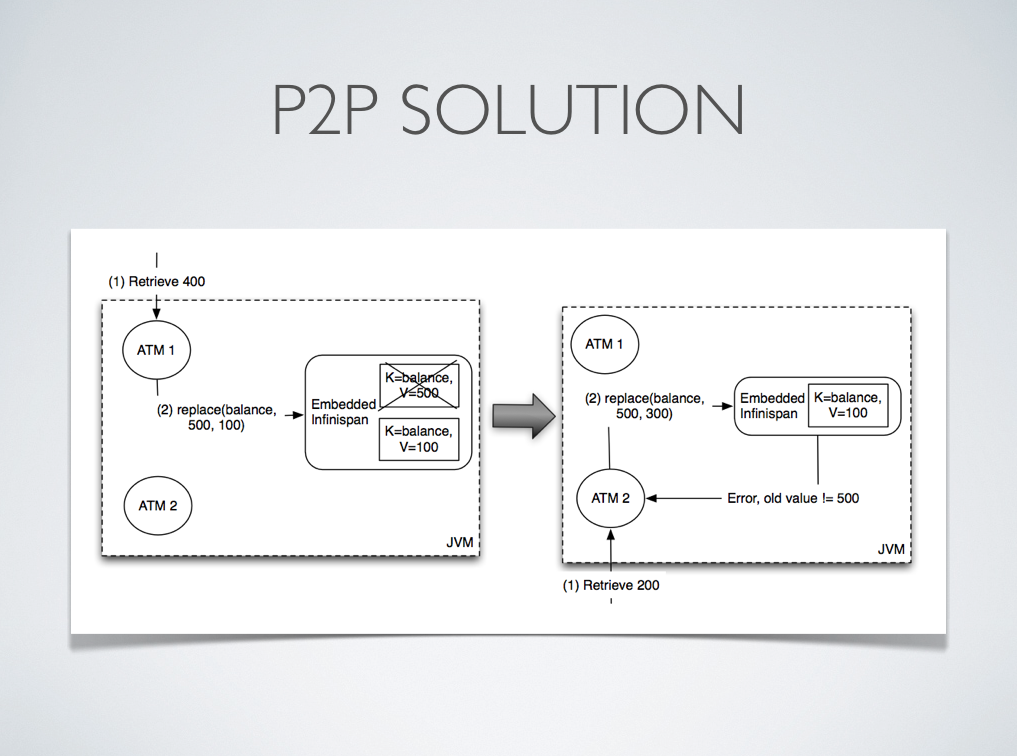 P2P SOLUTION
(1) Retrieve 400
ATM 1
(2) replace(balance,
500, 100)
Embedded
Infinispan
K=balance,
V=500
K=balance,
V=100
ATM 2
JVM
ATM 1
(2) replace(balance,
500, 300)
Embedded
Infinispan
K=balance,
V=100
ATM 2
Error, old value != 500
JVM
(1) Retrieve 200